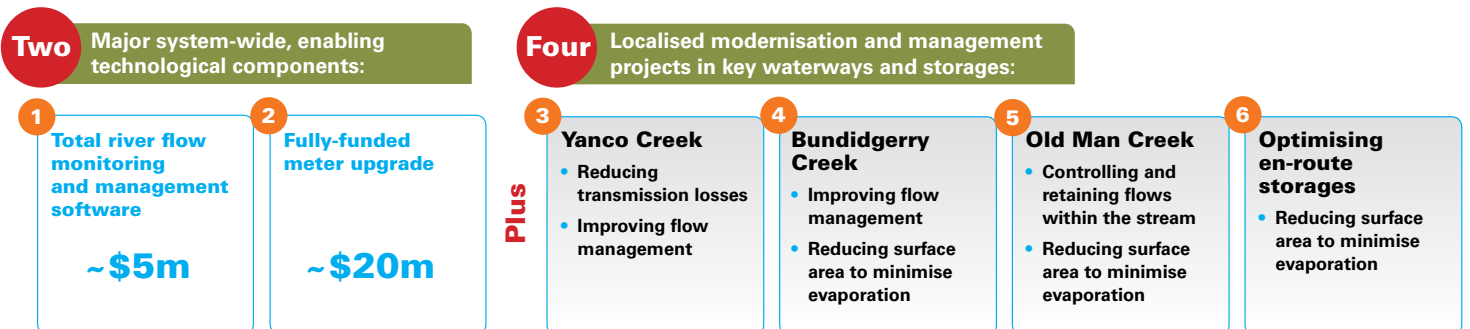 Two
Major system-wide, enabling
technological components:
1
Total river flow
monitoring
and management
software
~$5m
2
Fully-funded
meter upgrade
~$20m
Plus
Four
Localised modernisation and management
projects in key waterways and storages:
3
Yanco Creek
• Reducing
transmission losses
• Improving flow
management
4
Bundidgerry
Creek
• Improving flow
management
• Reducing surface
area to minimise
evaporation
5
Old Man Creek
• Controlling and
retaining flows
within the stream
• Reducing surface
area to minimise
evaporation
6
Optimising
en-route
storages
• Reducing surface
area to minimise
evaporation